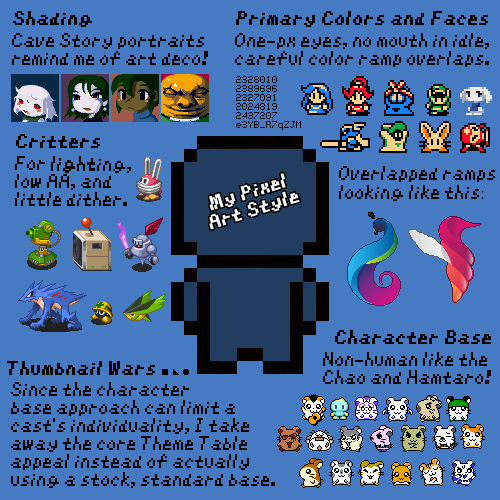 Shading
Cave Story portraits
remind me of art deco!
Primary Colors and Faces
One-px eyes, no mouth in idle,
careful color ramp overlaps.
2328010
2389696
2327091
2024819
2437207
e3YB_R7qZJM
Critters
For lighting,
low AA, and
little dither.
My Pixel
Art Style
Overlapped ramps
looking like this:
Character Base
Non-human like the
Chao and Hamtaro!
Thumbnail Wars ...
Since the character
base approach can limit a
cast's individuality, I take
away the core Theme Table
appeal instead of actually
using a stock, standard base.